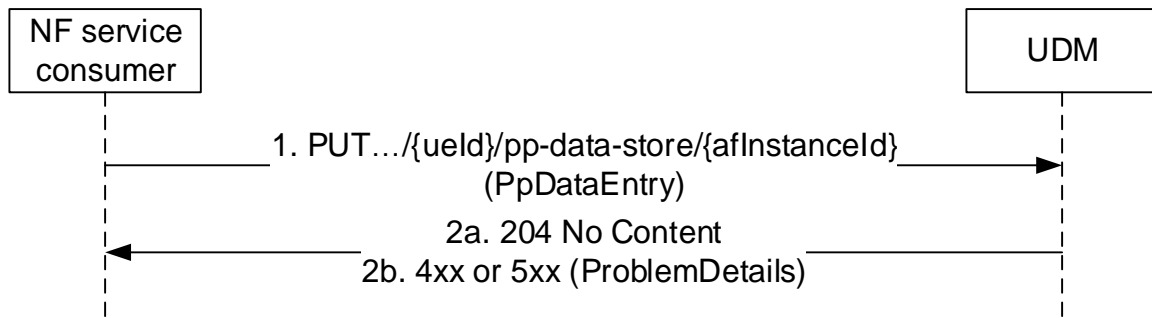 NF service
consumer
UDM
1. PUT…/{ueId}/pp-data-store/{afInstanceId}
(PpDataEntry)
2a. 204 No Content
2b. 4xx or 5xx (ProblemDetails)